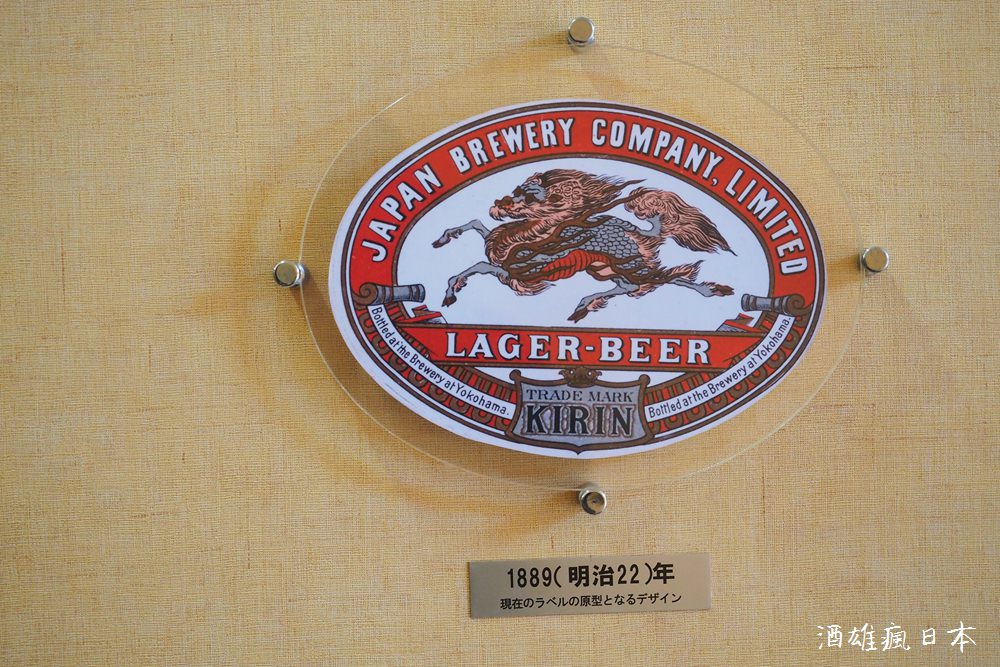 JAPAN BREWERY COMPANY, LIMITED
LAGER-BEER
Bottled at the Brewery at Yokohama.
TRADE MARK
KIRIN
Bottled at the Brewery at Yokohama.
1889(明治22)年
現在のラベルの原型となるデザイン
酒雄瘋日本